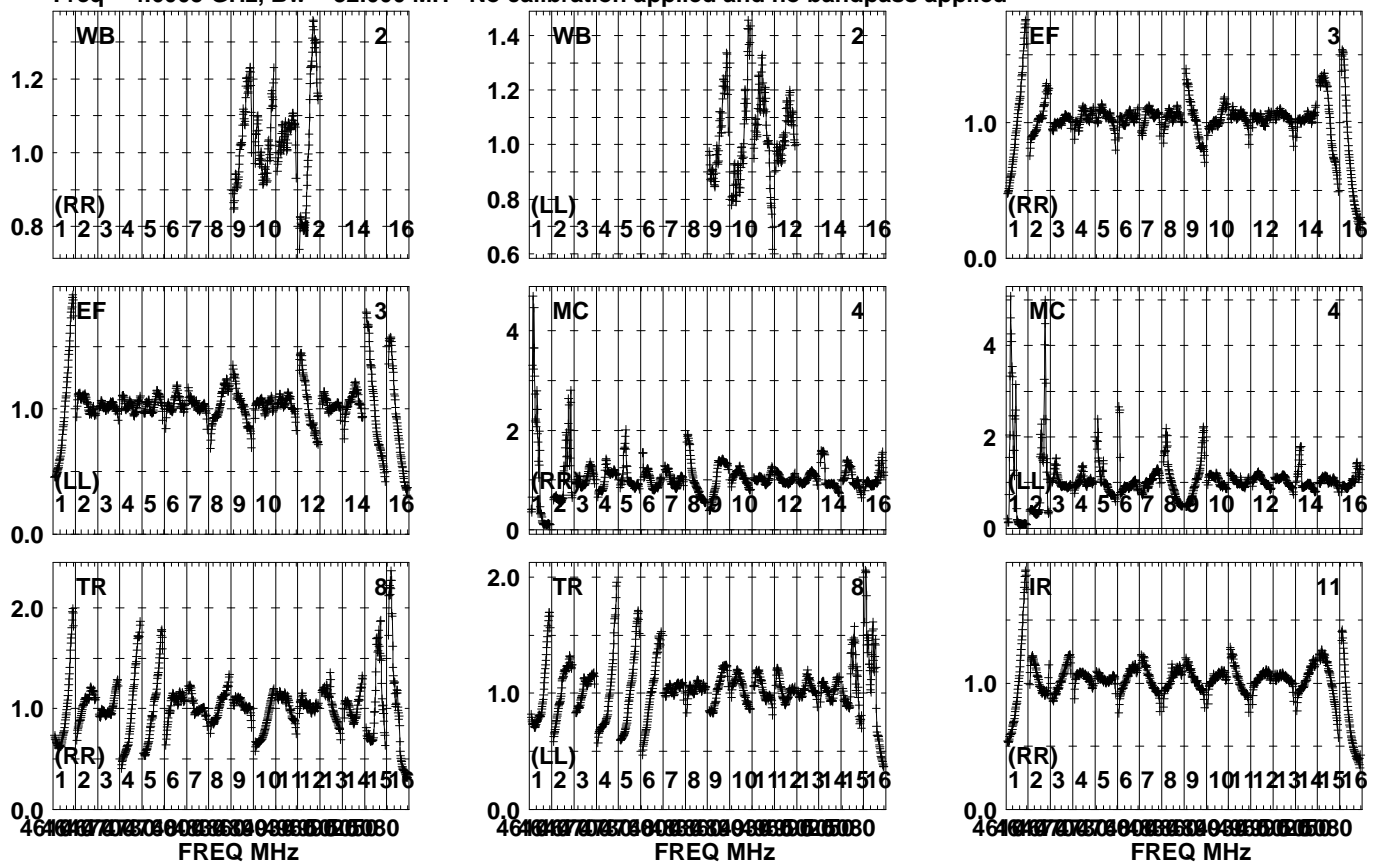 WB 2
1.2
1.0
0.8
(RR)
1 2 3 4 5 6 7 8 9 10 12 14 16
WB 2
1.4
1.2
1.0
0.8
0.6
(LL)
1 2 3 4 5 6 7 8 9 10 12 14 16
EF 3
1.0
0.0
(RR)
1 2 3 4 5 6 7 8 9 10 12 14 16
EF 3
1.0
0.0
(LL)
1 2 3 4 5 6 7 8 9 10 12 14 16
MC 4
4
2
0
(RR)
1 2 3 4 5 6 7 8 9 10 12 14 16
MC 4
4
2
0
(LL)
1 2 3 4 5 6 7 8 9 10 12 14 16
TR 8
2.0
1.0
0.0
(RR)
1 2 3 4 5 6 7 8 9 10 11 12 13 14 15 16
FREQ MHz
TR 8
2.0
1.0
0.0
(LL)
1 2 3 4 5 6 7 8 9 10 11 12 13 14 15 16
FREQ MHz
IR 11
1.0
0.0
(RR)
1 2 3 4 5 6 7 8 9 10 11 12 13 14 15 16
FREQ MHz